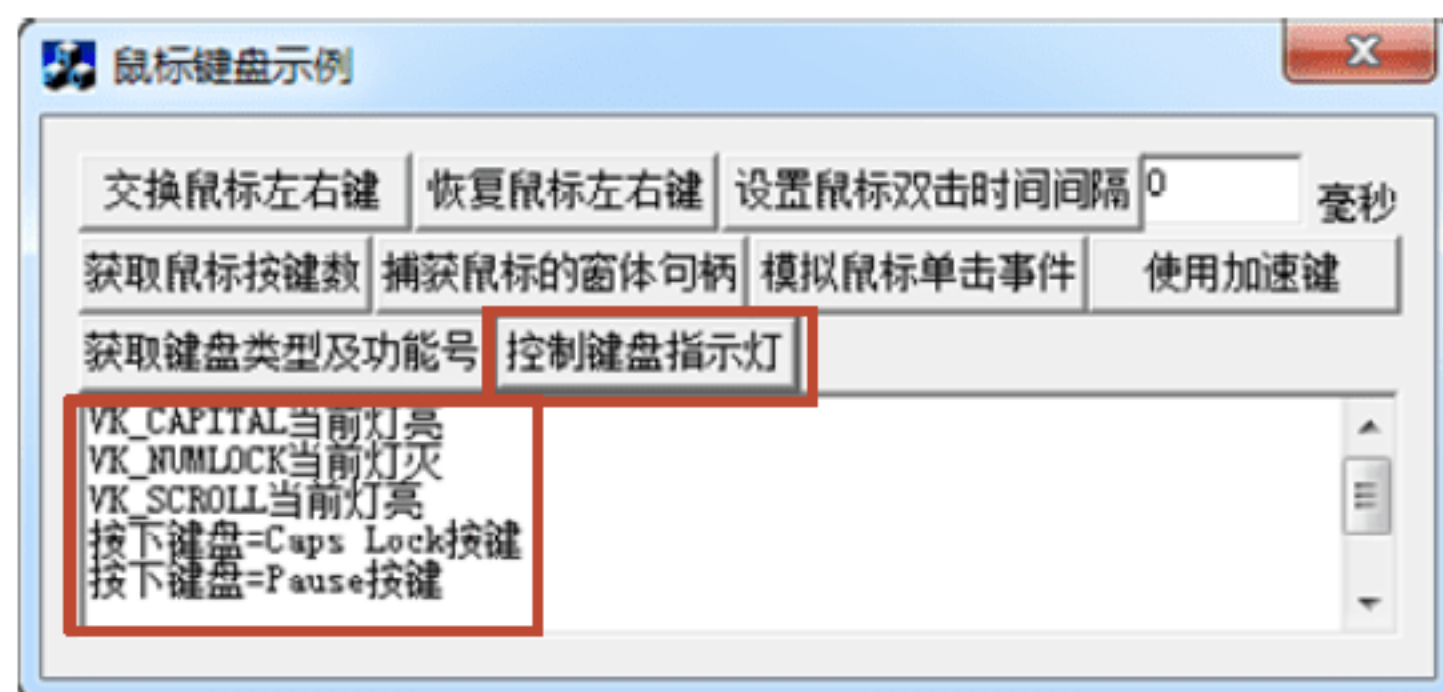 鼠标键盘示例
交换鼠标左右键 恢复鼠标左右键 设置鼠标双击时间间隔 0 毫秒
获取鼠标按键数 捕获鼠标的窗体句柄 模拟鼠标单击事件 使用加速键
获取键盘类型及功能号 控制键盘指示灯
VK_CAPITAL当前灯亮
VK_NUMLOCK当前灯灭
VK_SCROLL当前灯亮
按下键盘=Caps Lock按键
按下键盘=Pause按键